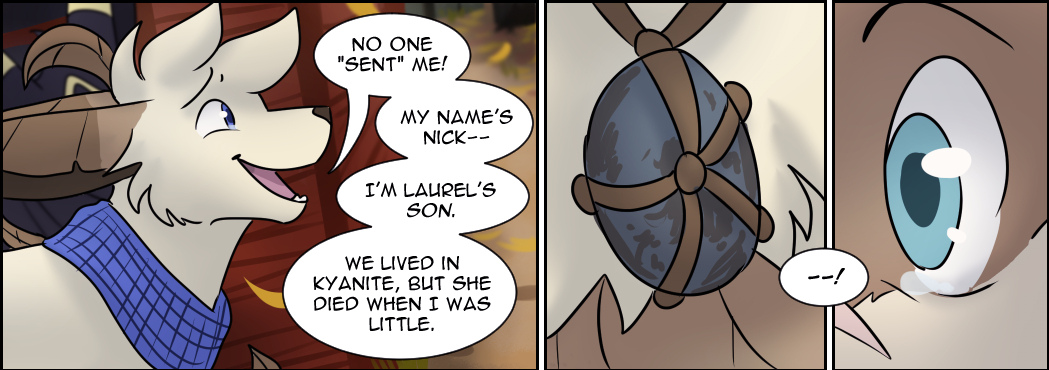 NO ONE
"SENT" ME!
MY NAME'S
NICK--
I'M LAUREL'S
SON.
WE LIVED IN
KYANITE, BUT SHE
DIED WHEN I WAS
LITTLE.
--!